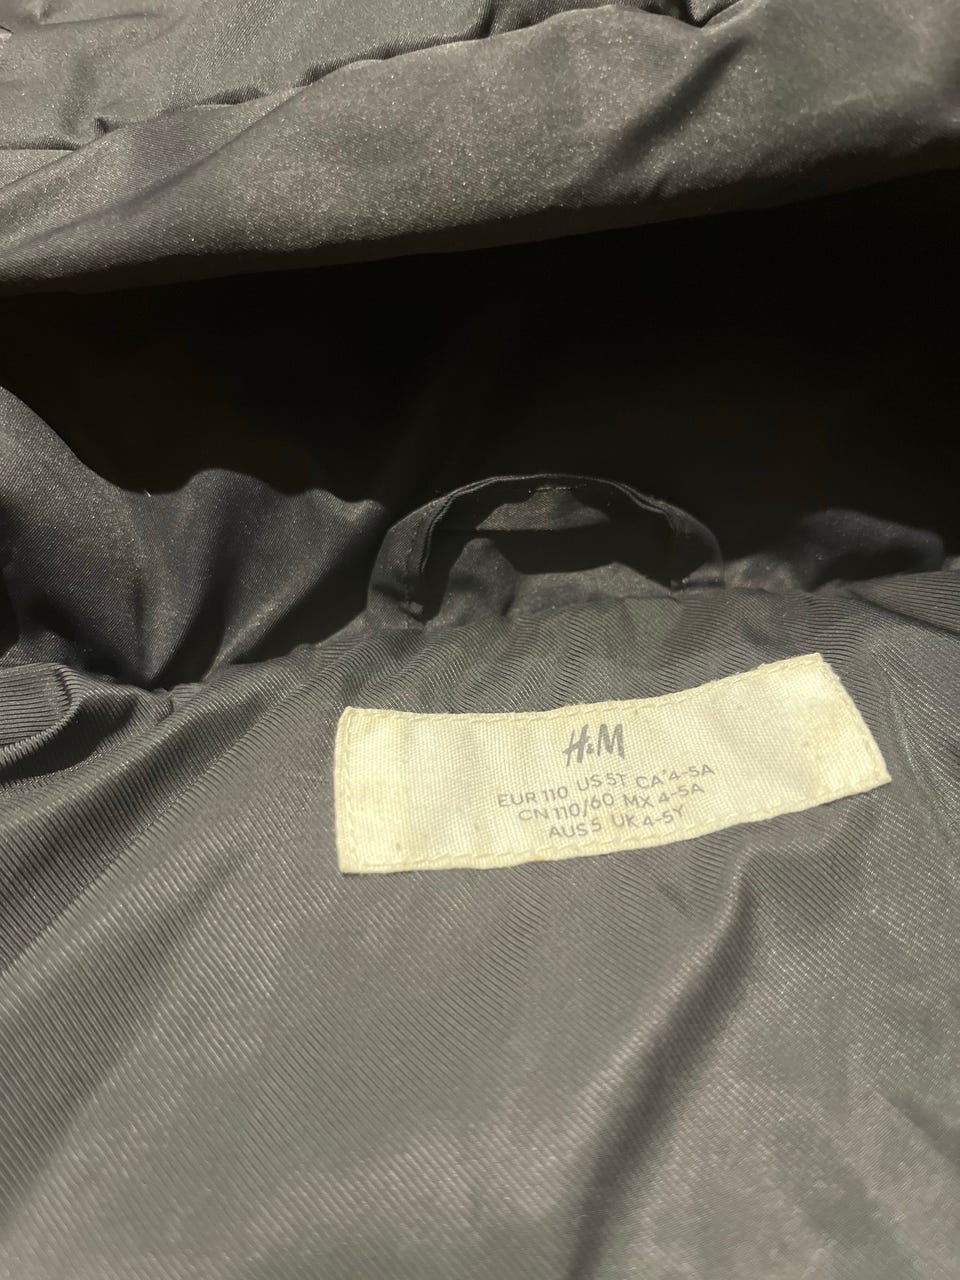 H&M
EUR 110 US 5T CA 4-5A
CN 110/60 MX 4-5A
AUS 5 UK 4-5Y